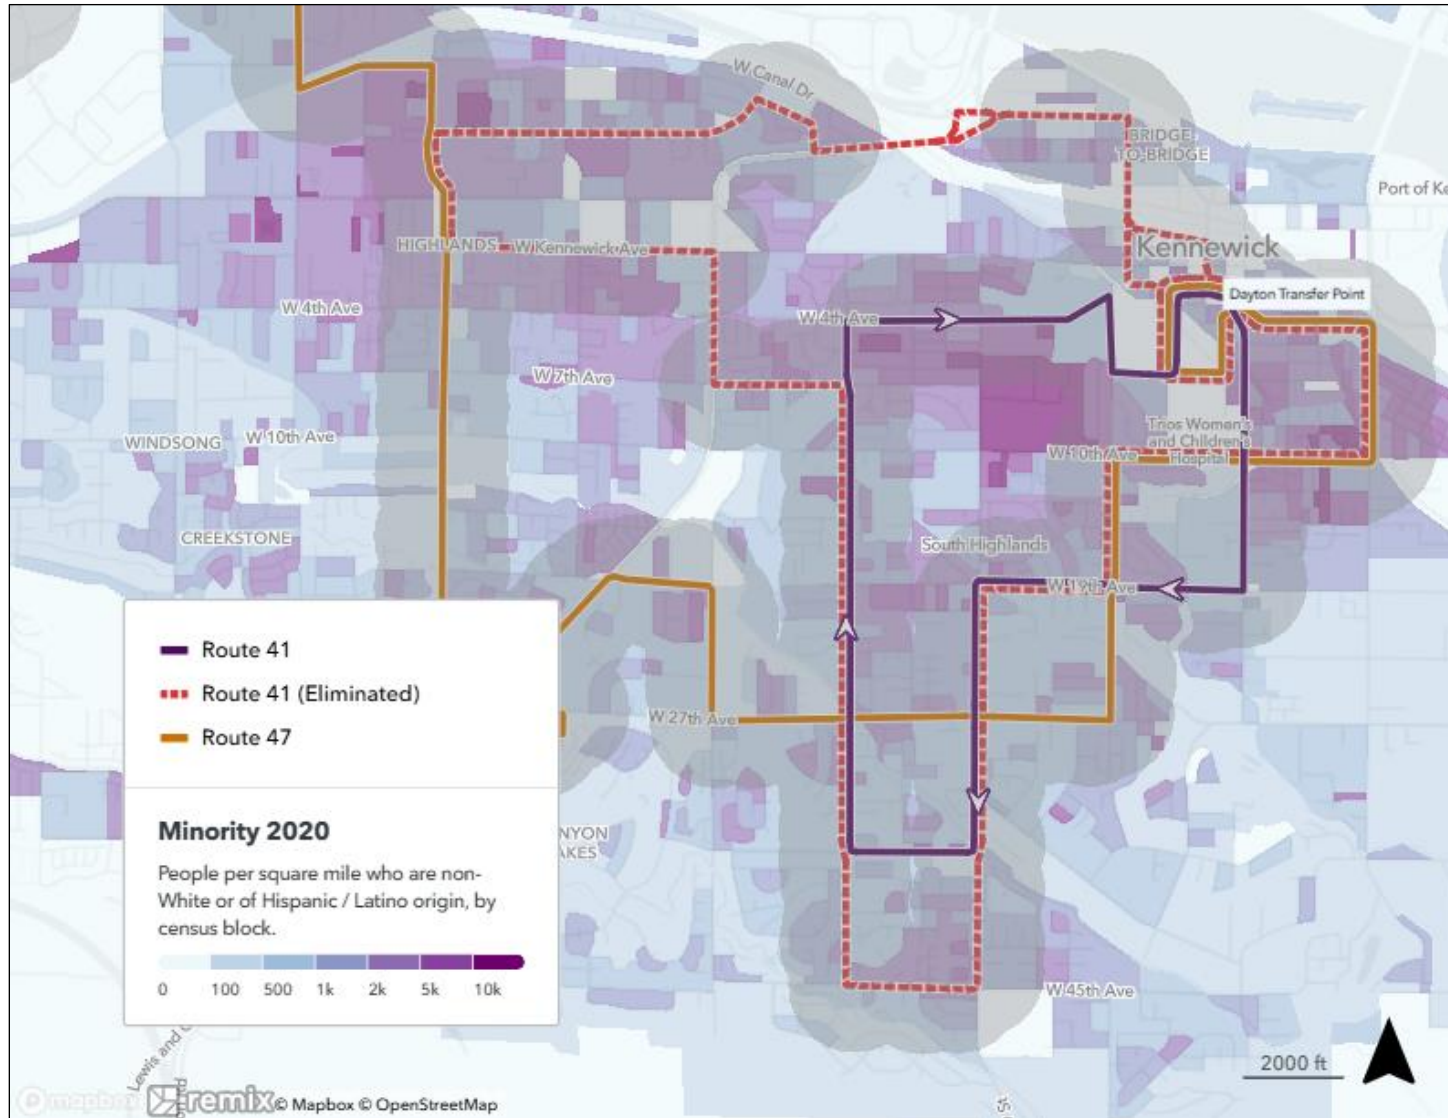 W Canal Dr
BRIDGE
TO-BRIDGE
Port of Ke
HIGHLANDS
W Kennewick Ave
Kennewick
Dayton Transfer Point
W 4th Ave
W 4th Ave
W 7th Ave
WINDSONG
W 10th Ave
Trios Women's
and Children's
Hospital
W 10th Ave
CREEKSTONE
South Highlands
W 19th Ave
Route 41
Route 41 (Eliminated)
Route 47
W 27th Ave
Minority 2020
People per square mile who are non-
White or of Hispanic / Latino origin, by
census block.
0 100 500 1k 2k 5k 10k
NYON
AKES
W 45th Ave
2000 ft
Lewis and C
St
mapbox remix © Mapbox © OpenStreetMap